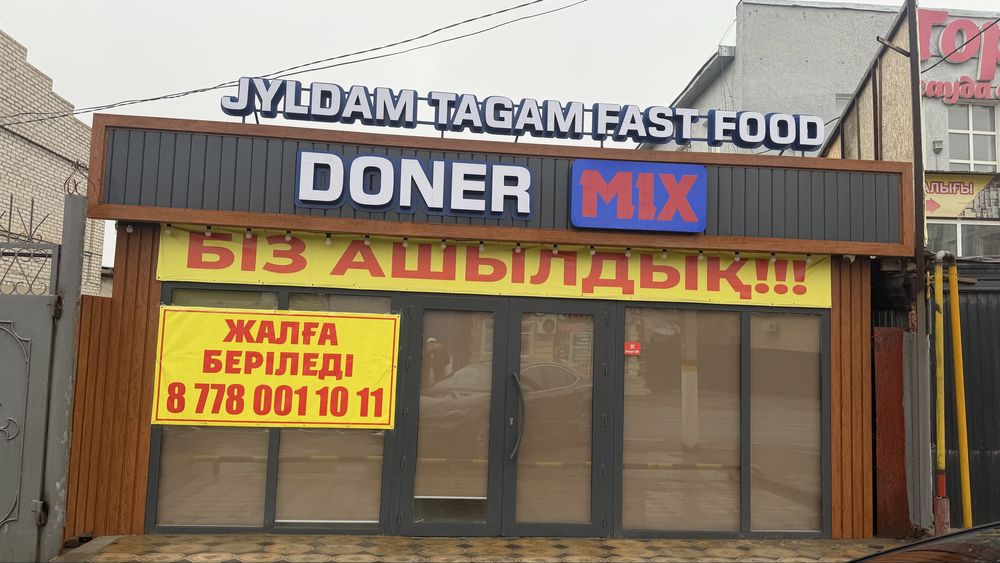 JYLDAM TAGAM FAST FOOD
DONER MIX
БІЗ АШЫЛДЫҚ!!!
ЖАЛҒА
БЕРІЛЕДІ
8 778 001 10 11